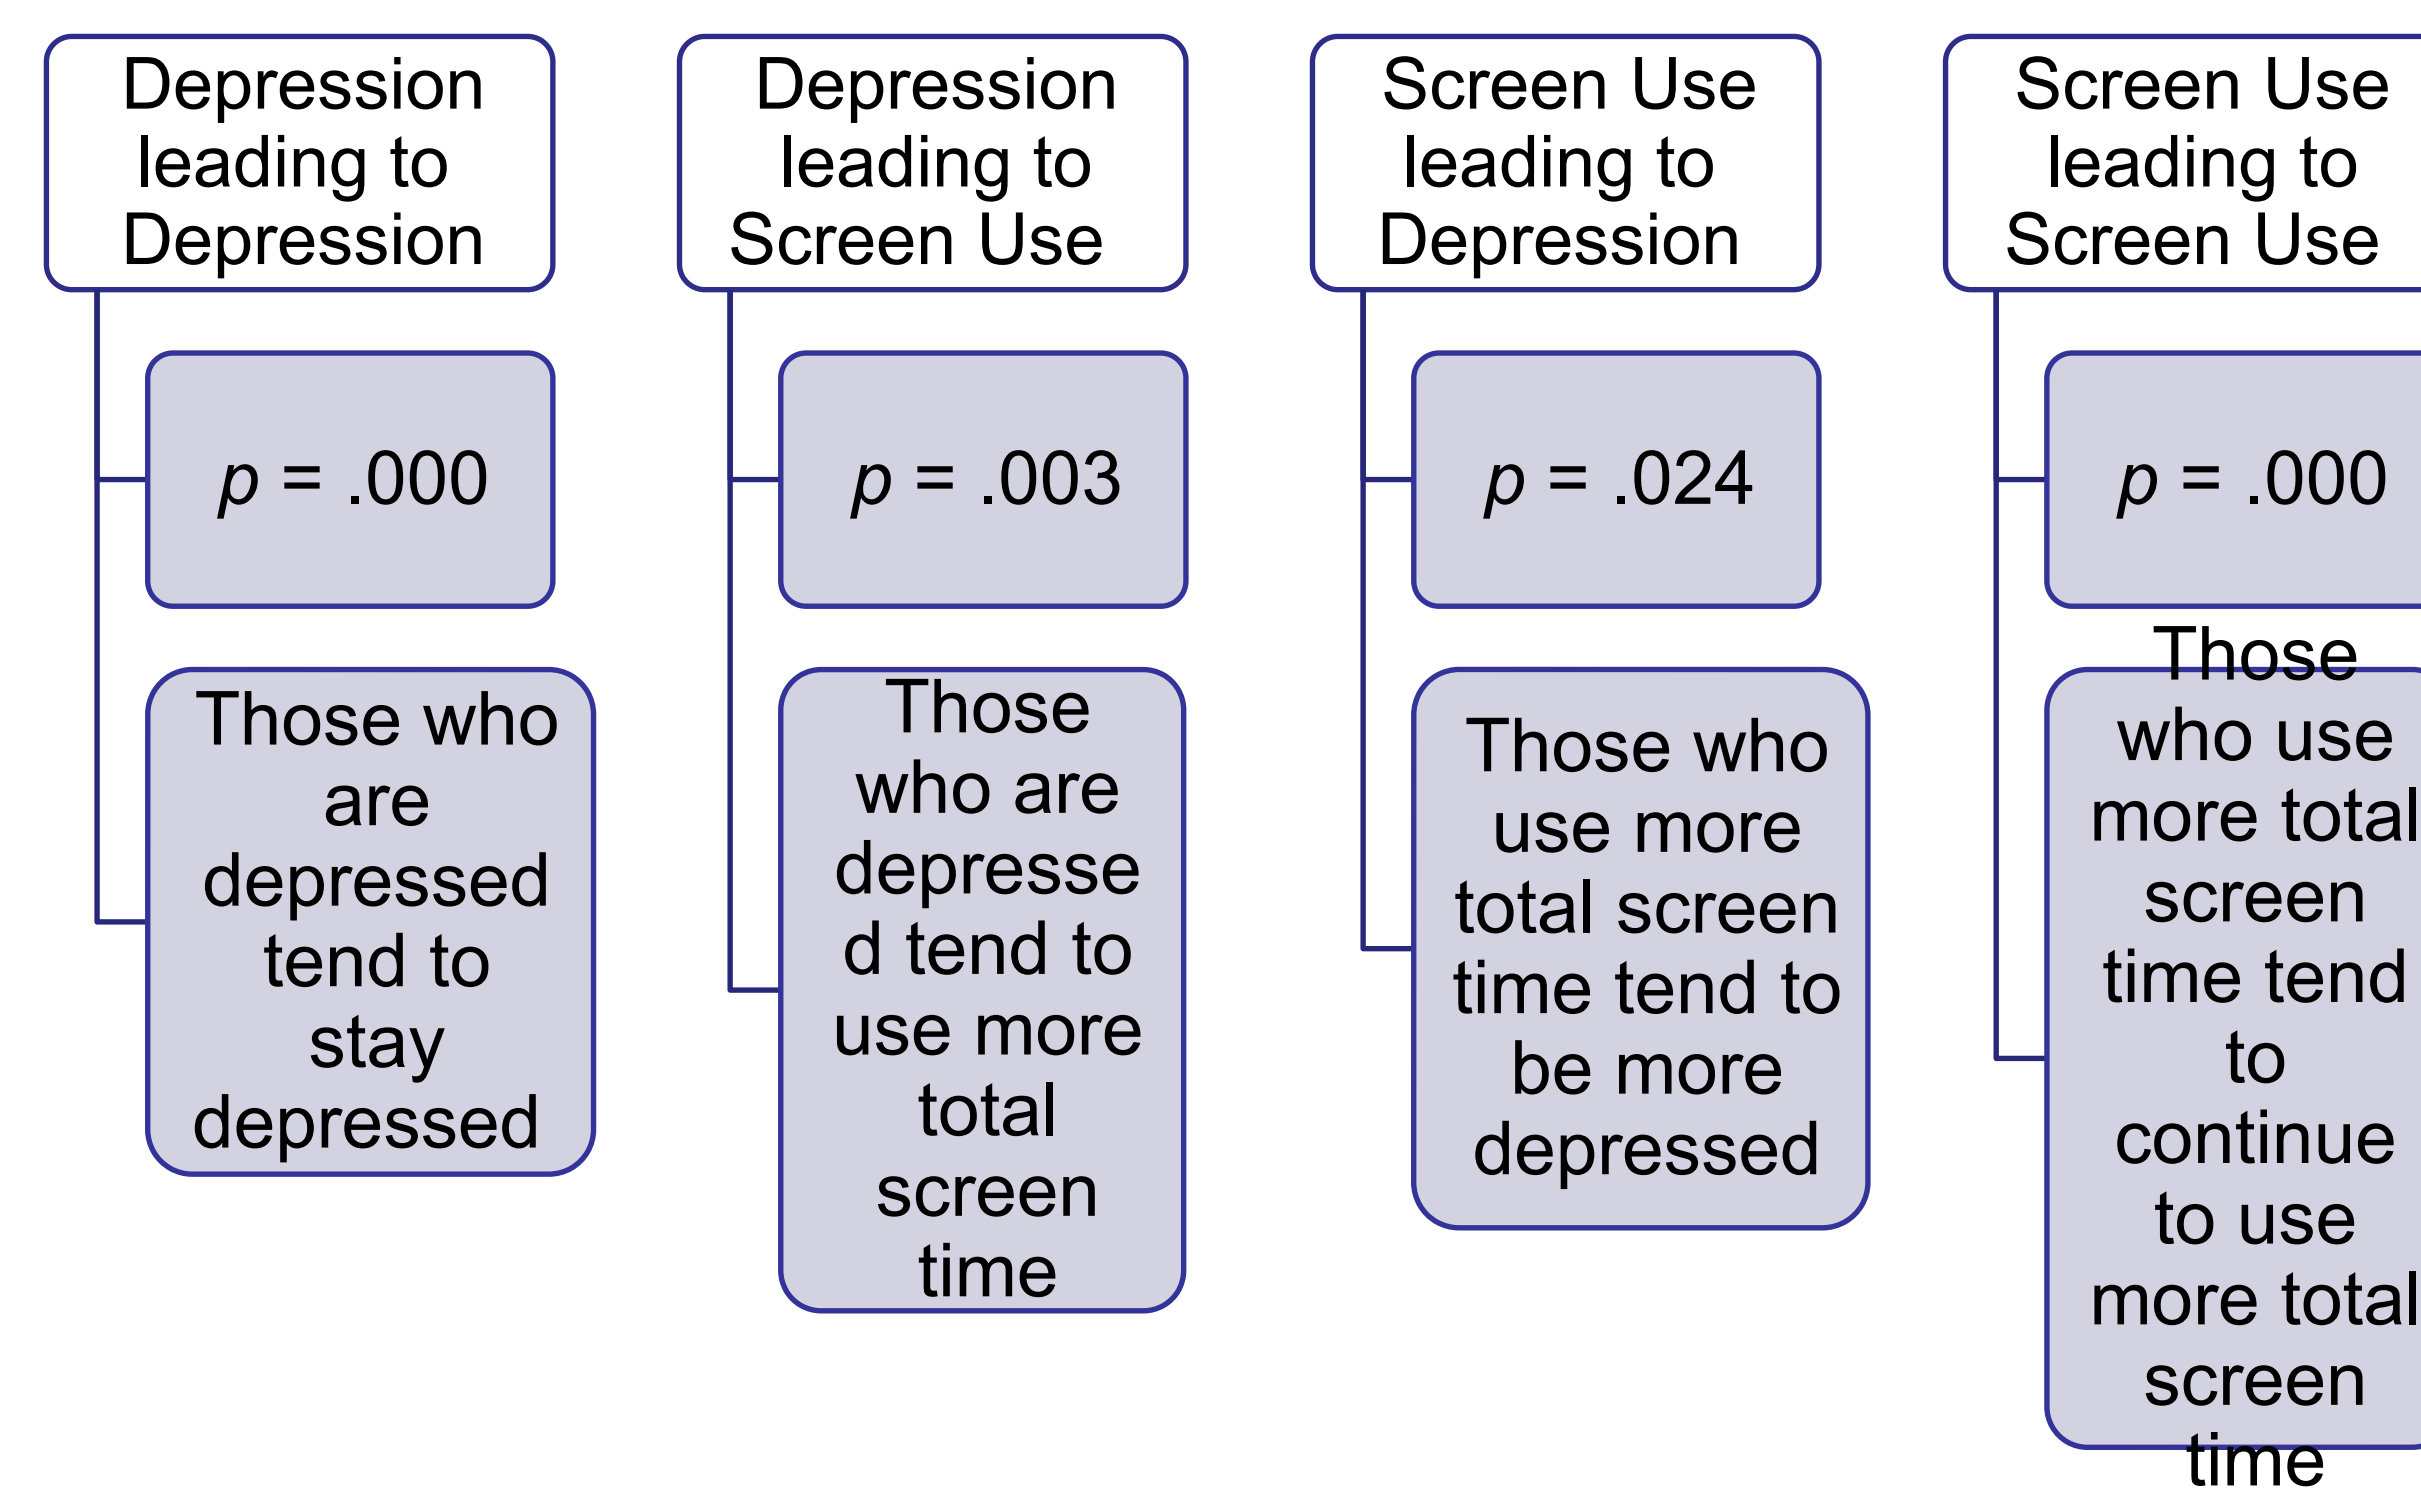 Depression
leading to
Depression
p = .000
Those who
are
depressed
tend to
stay
depressed
Depression
leading to
Screen Use
p = .003
Those
who are
depresse
d tend to
use more
total
screen
time
Screen Use
leading to
Depression
p = .024
Those who
use more
total screen
time tend to
be more
depressed
Screen Use
leading to
Screen Use
p = .000
Those
who use
more total
screen
time tend
to
continue
to use
more total
screen
time